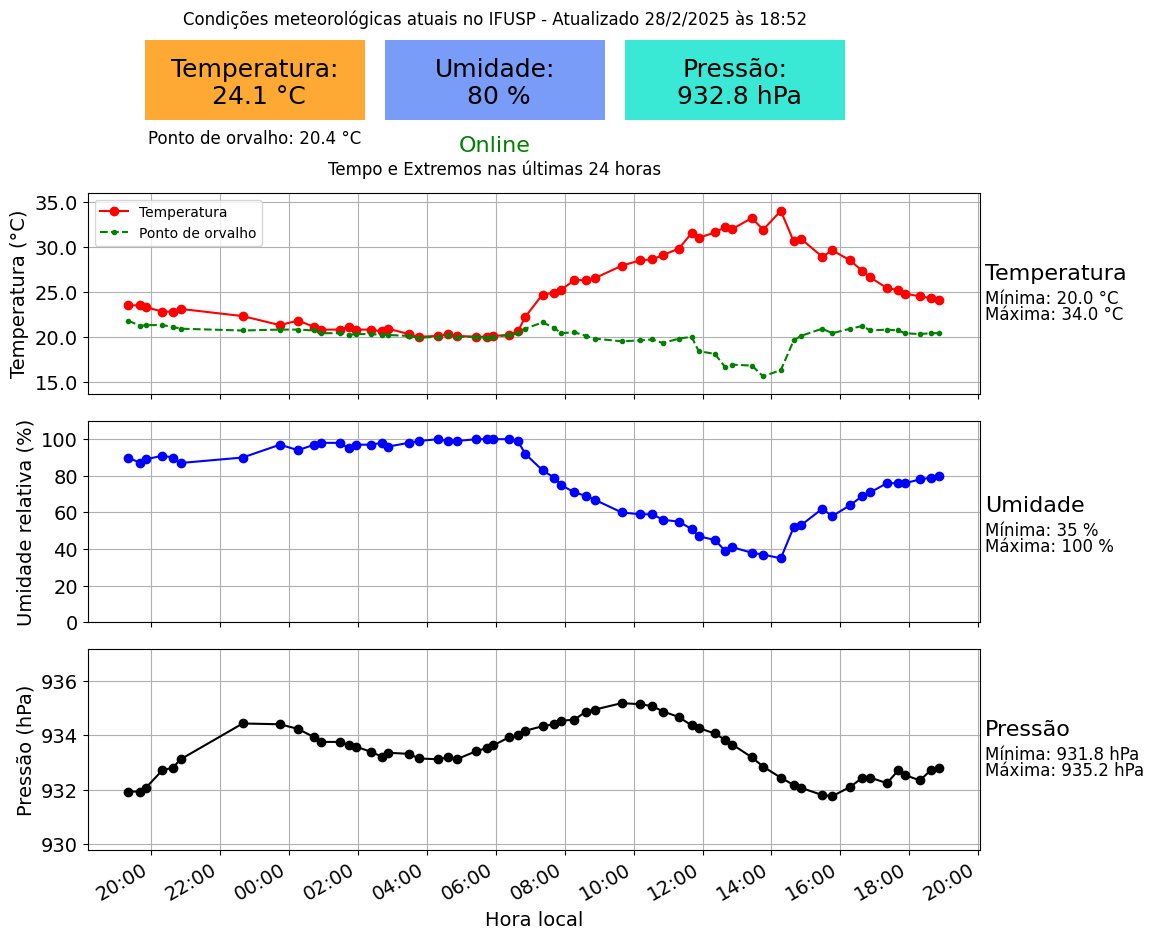 Condições meteorológicas atuais no IFUSP - Atualizado 28/2/2025 às 18:52
Temperatura:
24.1 °C
Umidade:
80 %
Pressão:
932.8 hPa
Ponto de orvalho: 20.4 °C
Online
Tempo e Extremos nas últimas 24 horas
Temperatura (°C)
35.0
30.0
25.0
20.0
15.0
Temperatura
Ponto de orvalho
Temperatura
Mínima: 20.0 °C
Máxima: 34.0 °C
Umidade relativa (%)
100
80
60
40
20
0
Umidade
Mínima: 35 %
Máxima: 100 %
Pressão (hPa)
936
934
932
930
Pressão
Mínima: 931.8 hPa
Máxima: 935.2 hPa
20:00 22:00 00:00 02:00 04:00 06:00 08:00 10:00 12:00 14:00 16:00 18:00 20:00
Hora local